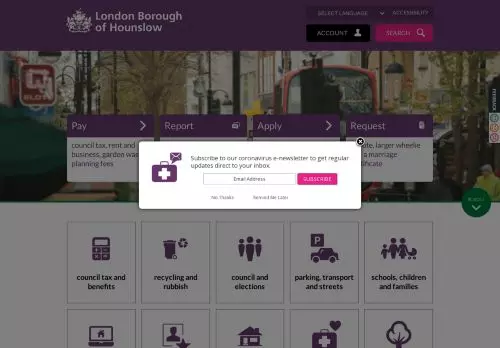 London Borough
of Hounslow
SELECT LANGUAGE
ACCESSIBILITY
ACCOUNT
SEARCH
FEEDBACK
Pay
Report
Apply
Request
council tax, rent and
business, garden was
planning fees
larger wheelie
a marriage
Subscribe to our coronavirus e-newsletter to get regular
updates direct to your inbox.
Email Address
SUBSCRIBE
No Thanks
Remind Me Later
council tax and
benefits
recycling and
rubbish
council and
elections
parking, transport
and streets
schools, children
and families